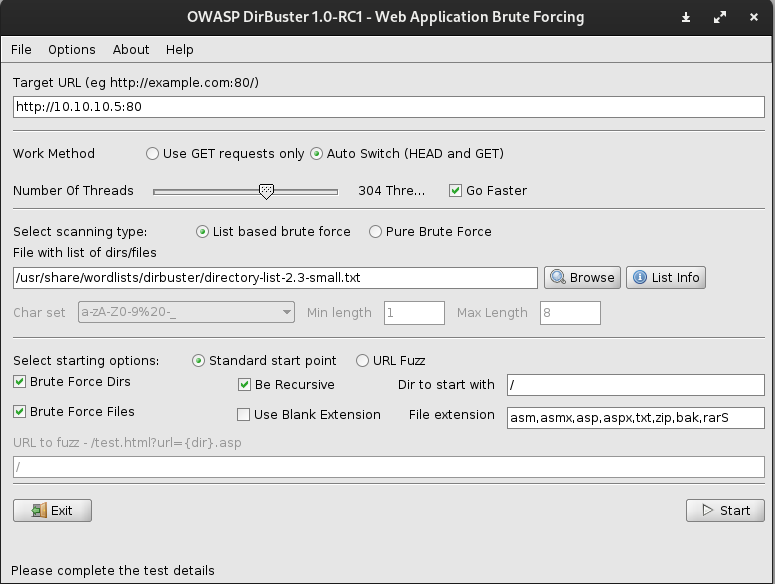 OWASP DirBuster 1.0-RC1 - Web Application Brute Forcing
File Options About Help
Target URL (eg http://example.com:80/)
http://10.10.10.5:80
Work Method Use GET requests only Auto Switch (HEAD and GET)
Number Of Threads 304 Thre... Go Faster
Select scanning type: List based brute force Pure Brute Force
File with list of dirs/files
/usr/share/wordlists/dirbuster/directory-list-2.3-small.txt Browse List Info
Char set a-zA-Z0-9%20-_ Min length 1 Max Length 8
Select starting options: Standard start point URL Fuzz
Brute Force Dirs Be Recursive Dir to start with /
Brute Force Files Use Blank Extension File extension asm,asmx,asp,aspx,txt,zip,bak,rarS
URL to fuzz - /test.html?url={dir}.asp
/
Exit Start
Please complete the test details